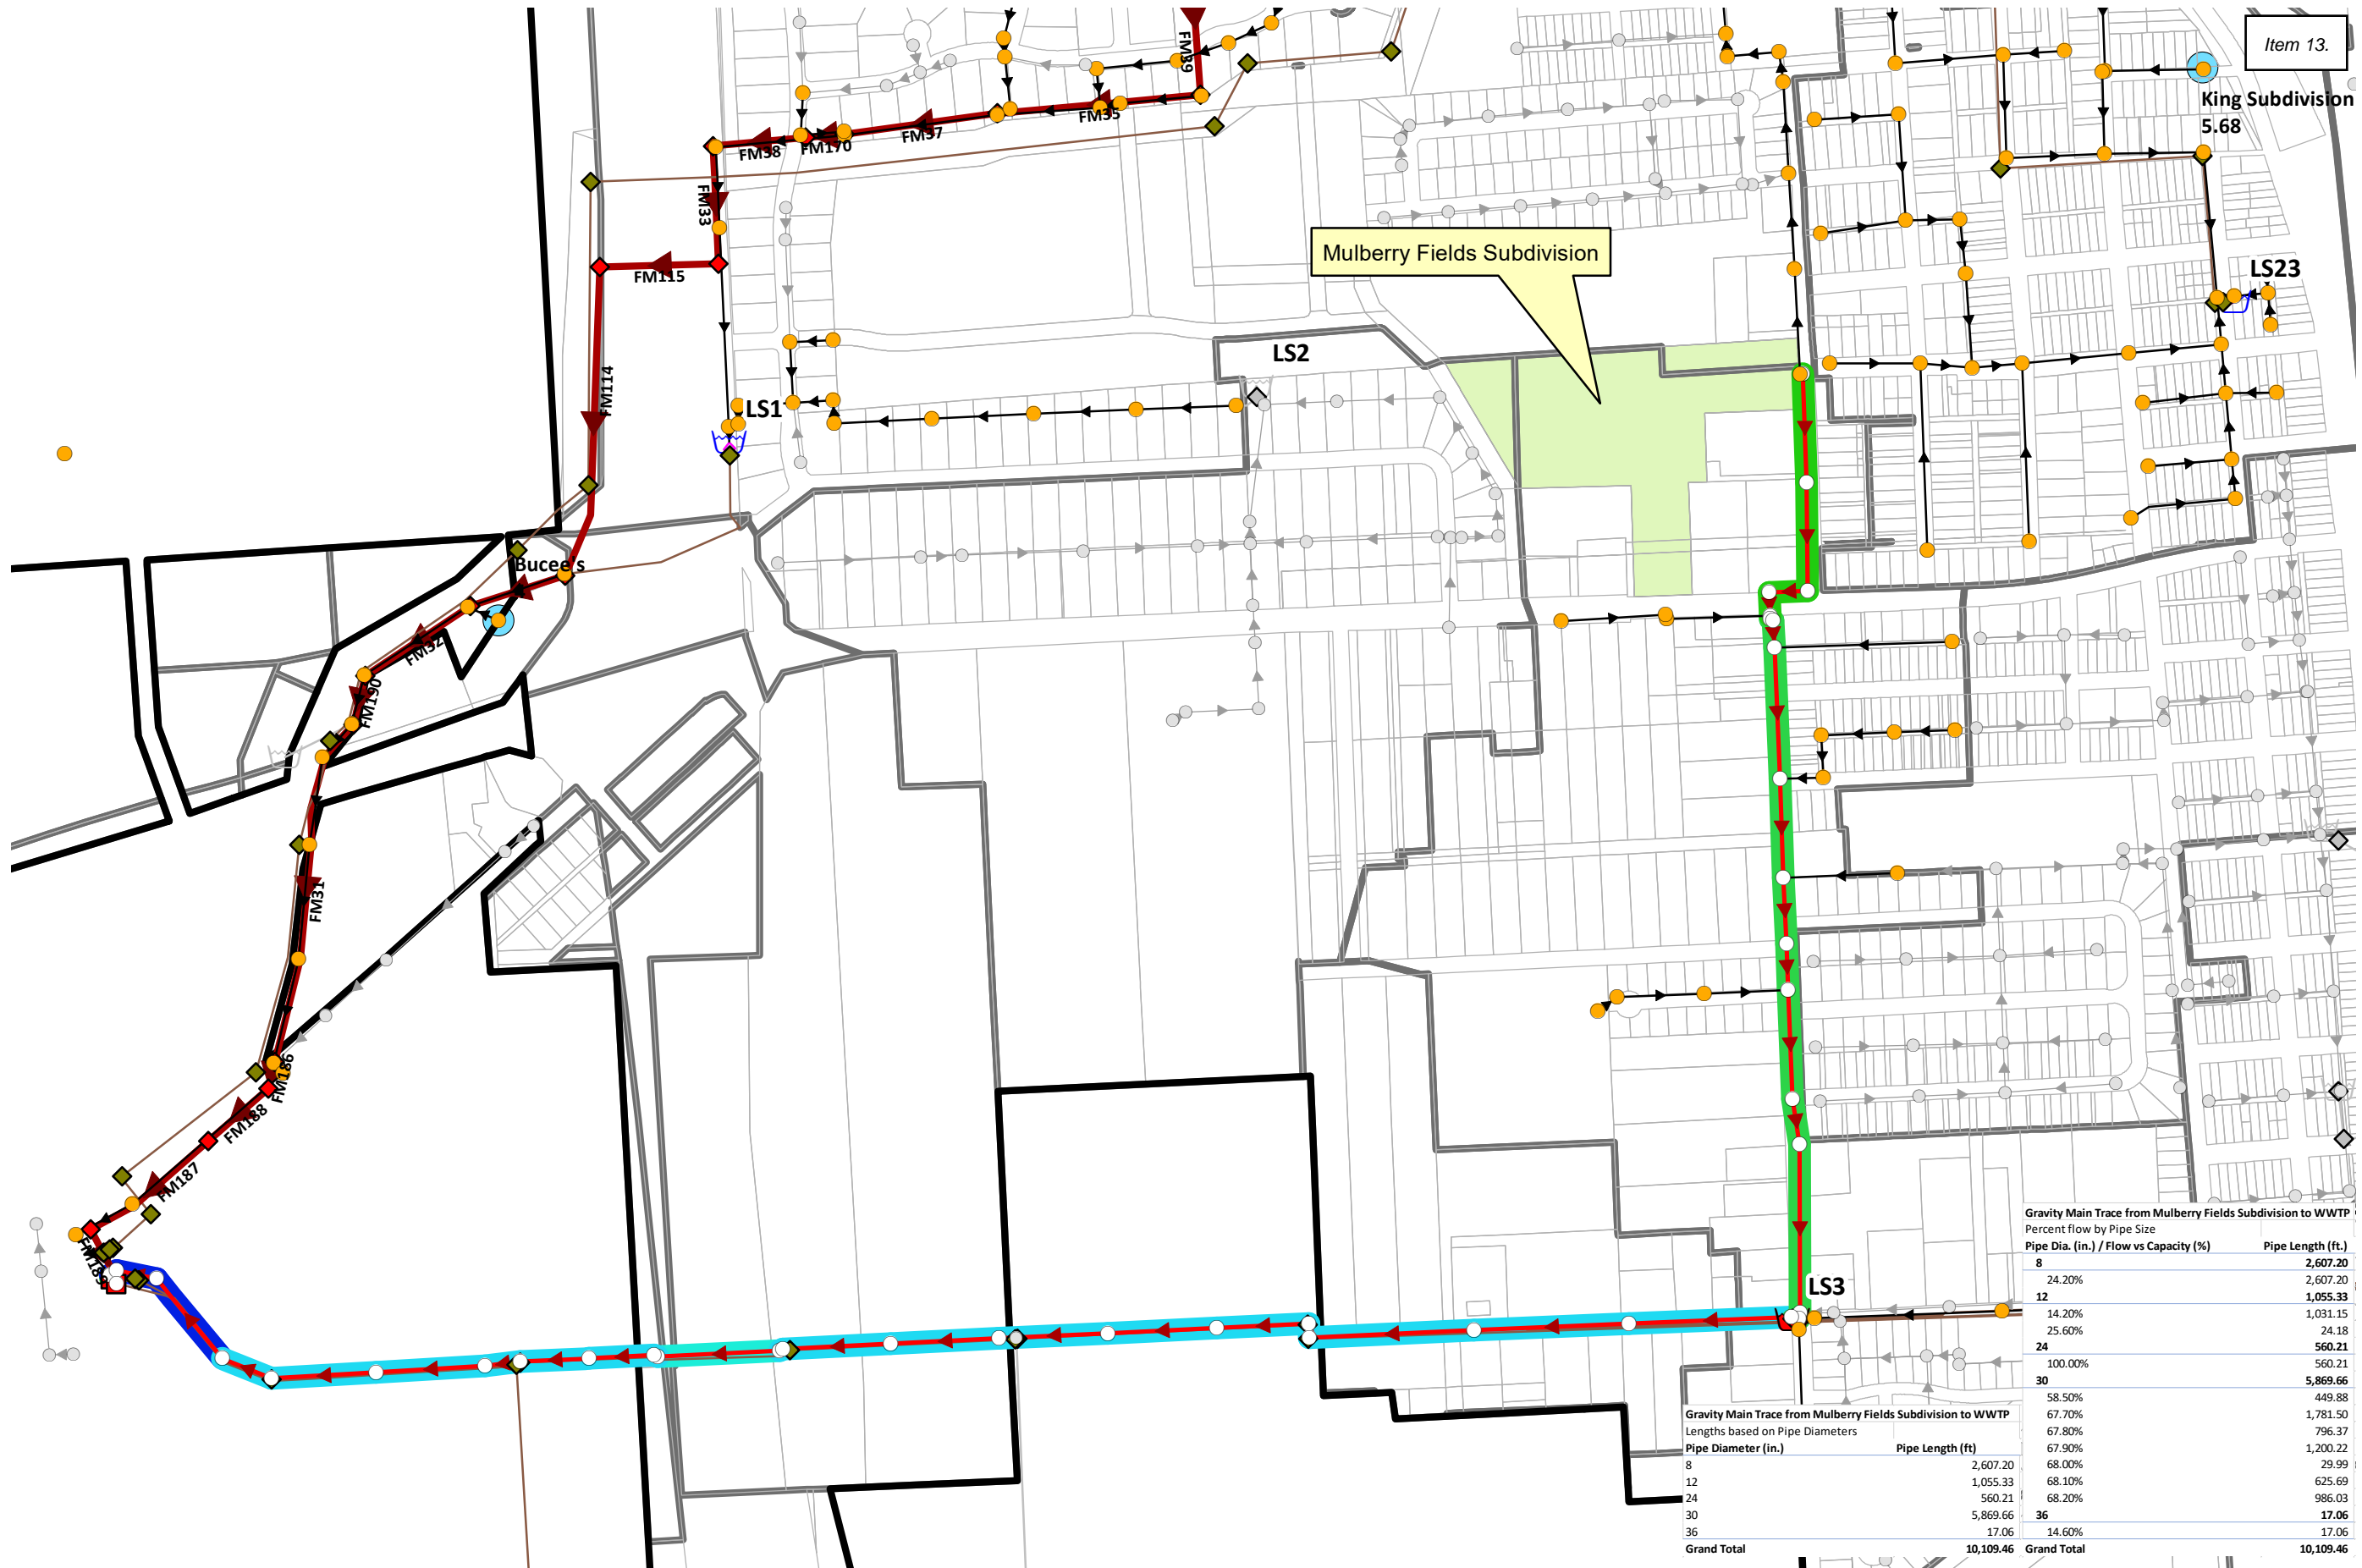 Item 13.
King Subdivision
5.68
FM39
FM35
FM37
FM170
FM38
FM33
FM115
Mulberry Fields Subdivision
LS23
LS2
FM114
LS1
Bucee's
FM32
FM190
FM31
FM186
FM188
FM187
FM189
LS3
Gravity Main Trace from Mulberry Fields Subdivision to WWTP
Percent flow by Pipe Size
Pipe Dia. (in.) / Flow vs Capacity (%) Pipe Length (ft.)
8 2,607.20
24.20% 2,607.20
12 1,055.33
14.20% 1,031.15
25.60% 24.18
24 560.21
100.00% 560.21
30 5,869.66
58.50% 449.88
67.70% 1,781.50
67.80% 796.37
67.90% 1,200.22
68.00% 29.99
68.10% 625.69
68.20% 986.03
36 17.06
14.60% 17.06
Grand Total 10,109.46
Gravity Main Trace from Mulberry Fields Subdivision to WWTP
Lengths based on Pipe Diameters
Pipe Diameter (in.) Pipe Length (ft)
8 2,607.20
12 1,055.33
24 560.21
30 5,869.66
36 17.06
Grand Total 10,109.46